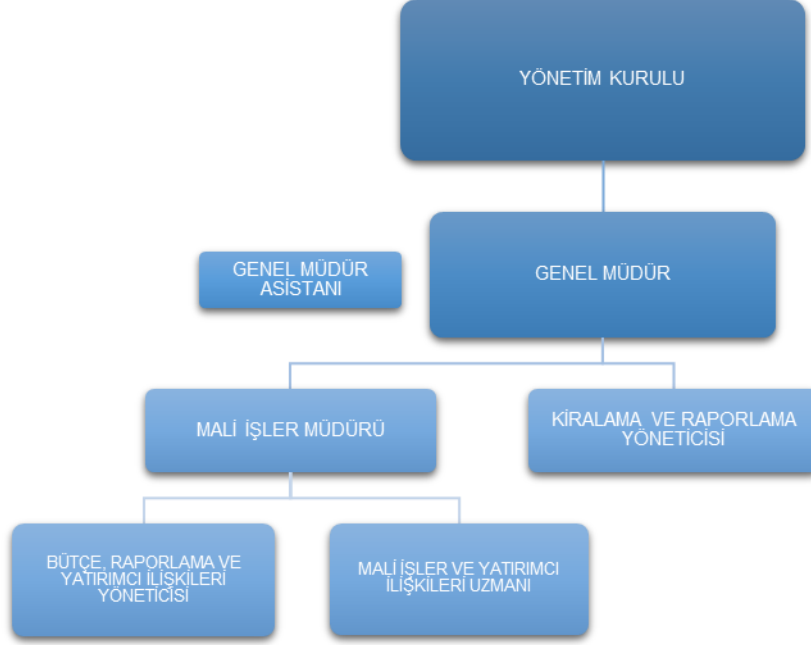 YÖNETİM KURULU
GENEL MÜDÜR
ASİSTANI
GENEL MÜDÜR
MALİ İŞLER MÜDÜRÜ
KİRALAMA VE RAPORLAMA
YÖNETİCİSİ
BÜTÇE, RAPORLAMA VE
YATIRIMCI İLİŞKİLERİ
YÖNETİCİSİ
MALİ İŞLER VE YATIRIMCI
İLİŞKİLERİ UZMANI